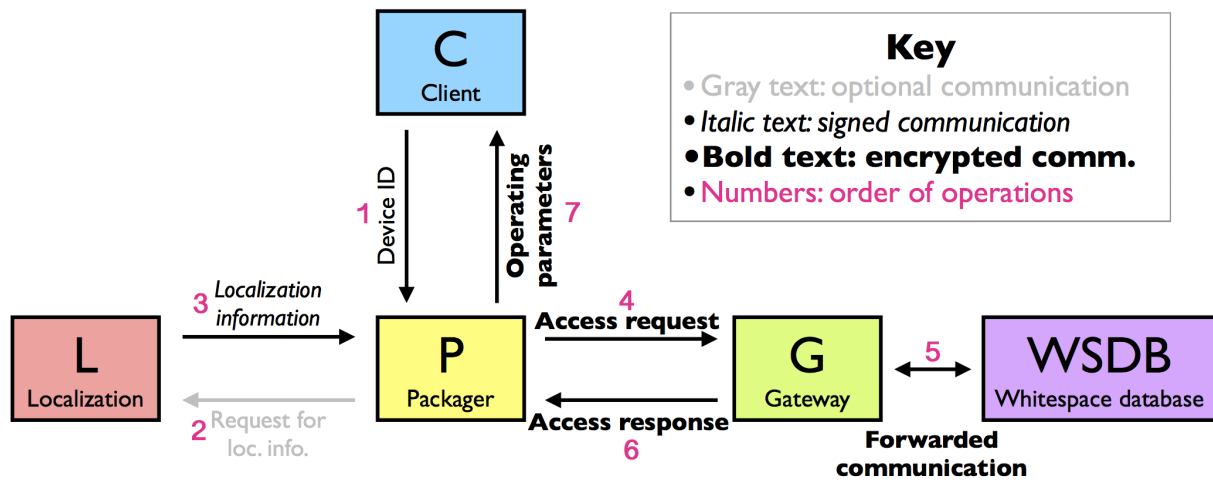 C
Client
Key
• Gray text: optional communication
• Italic text: signed communication
• Bold text: encrypted comm.
• Numbers: order of operations
1
Device ID
Operating
parameters
7
3
Localization
information
4
Access request
L
Localization
P
Packager
G
Gateway
5
WSDB
Whitespace database
2
Request for
loc. info.
Access response
6
Forwarded
communication